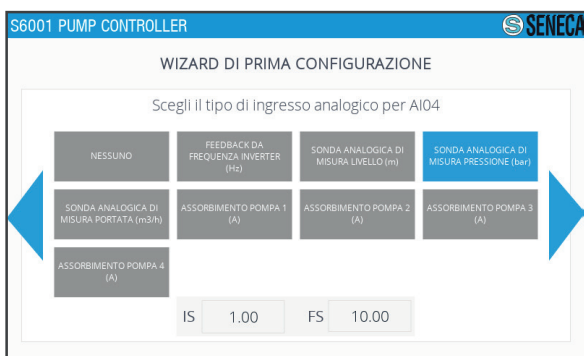 S6001 PUMP CONTROLLER
S SENECA
WIZARD DI PRIMA CONFIGURAZIONE
Scegli il tipo di ingresso analogico per AI04
NESSUNO
FEEDBACK DA
FREQUENZA INVERTER
(Hz)
SONDA ANALOGICA DI
MISURA LIVELLO (m)
SONDA ANALOGICA DI
MISURA PRESSIONE (bar)
SONDA ANALOGICA DI
MISURA PORTATA (m3/h)
ASSORBIMENTO POMPA 1
(A)
ASSORBIMENTO POMPA 2
(A)
ASSORBIMENTO POMPA 3
(A)
ASSORBIMENTO POMPA 4
(A)
IS 1.00 FS 10.00